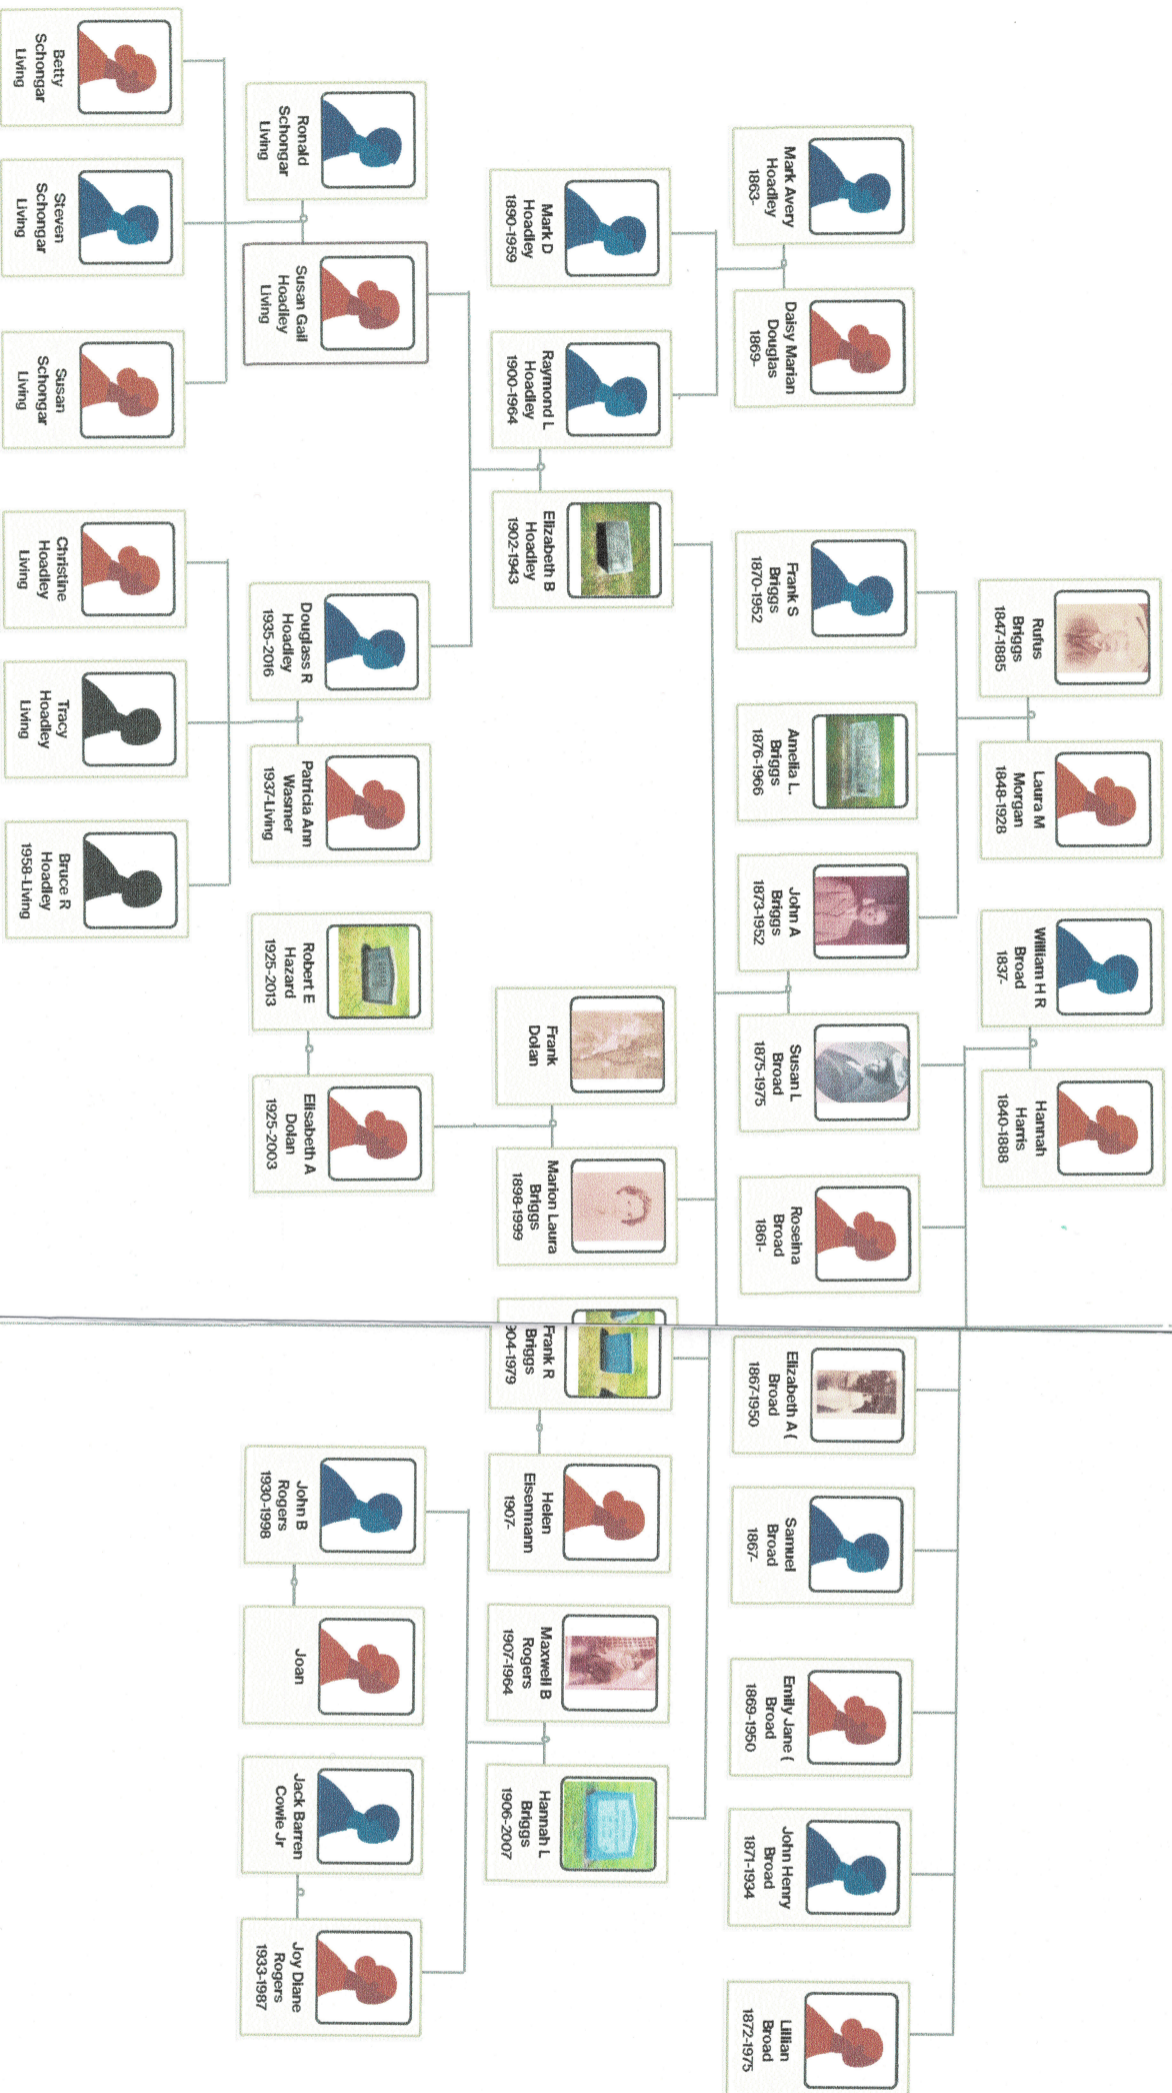 Rufus
Briggs
1847-1885
Laura M
Morgan
1848-1928
William H R
Broad
1837-
Hannah
Harris
1840-1888
Mark Avery
Hoadley
1863-
Daisy Marian
Douglas
1869-
Frank S
Briggs
1870-1952
Amelia L.
Briggs
1876-1966
John A
Briggs
1873-1952
Susan L
Broad
1875-1975
Roseina
Broad
1861-
Elizabeth A (
Broad
1867-1950
Samuel
Broad
1867-
Emily Jane (
Broad
1869-1950
John Henry
Broad
1871-1934
Lillian
Broad
1872-1975
Mark D
Hoadley
1890-1959
Raymond L
Hoadley
1900-1964
Elizabeth B
Hoadley
1902-1943
Frank
Dolan
Marion Laura
Briggs
1898-1999
Frank R
Briggs
904-1979
Helen
Eisenmann
1907-
Maxwell B
Rogers
1907-1964
Hannah L
Briggs
1906-2007
Ronald
Schongar
Living
Susan Gail
Hoadley
Living
Douglass R
Hoadley
1935-2016
Patricia Ann
Wasmer
1937-Living
Robert E
Hazard
1925-2013
Elisabeth A
Dolan
1925-2003
John B
Rogers
1930-1998
Joan
Jack Barren
Cowie Jr
Joy Diane
Rogers
1933-1987
Betty
Schongar
Living
Steven
Schongar
Living
Susan
Schongar
Living
Christine
Hoadley
Living
Tracy
Hoadley
Living
Bruce R
Hoadley
1958-Living